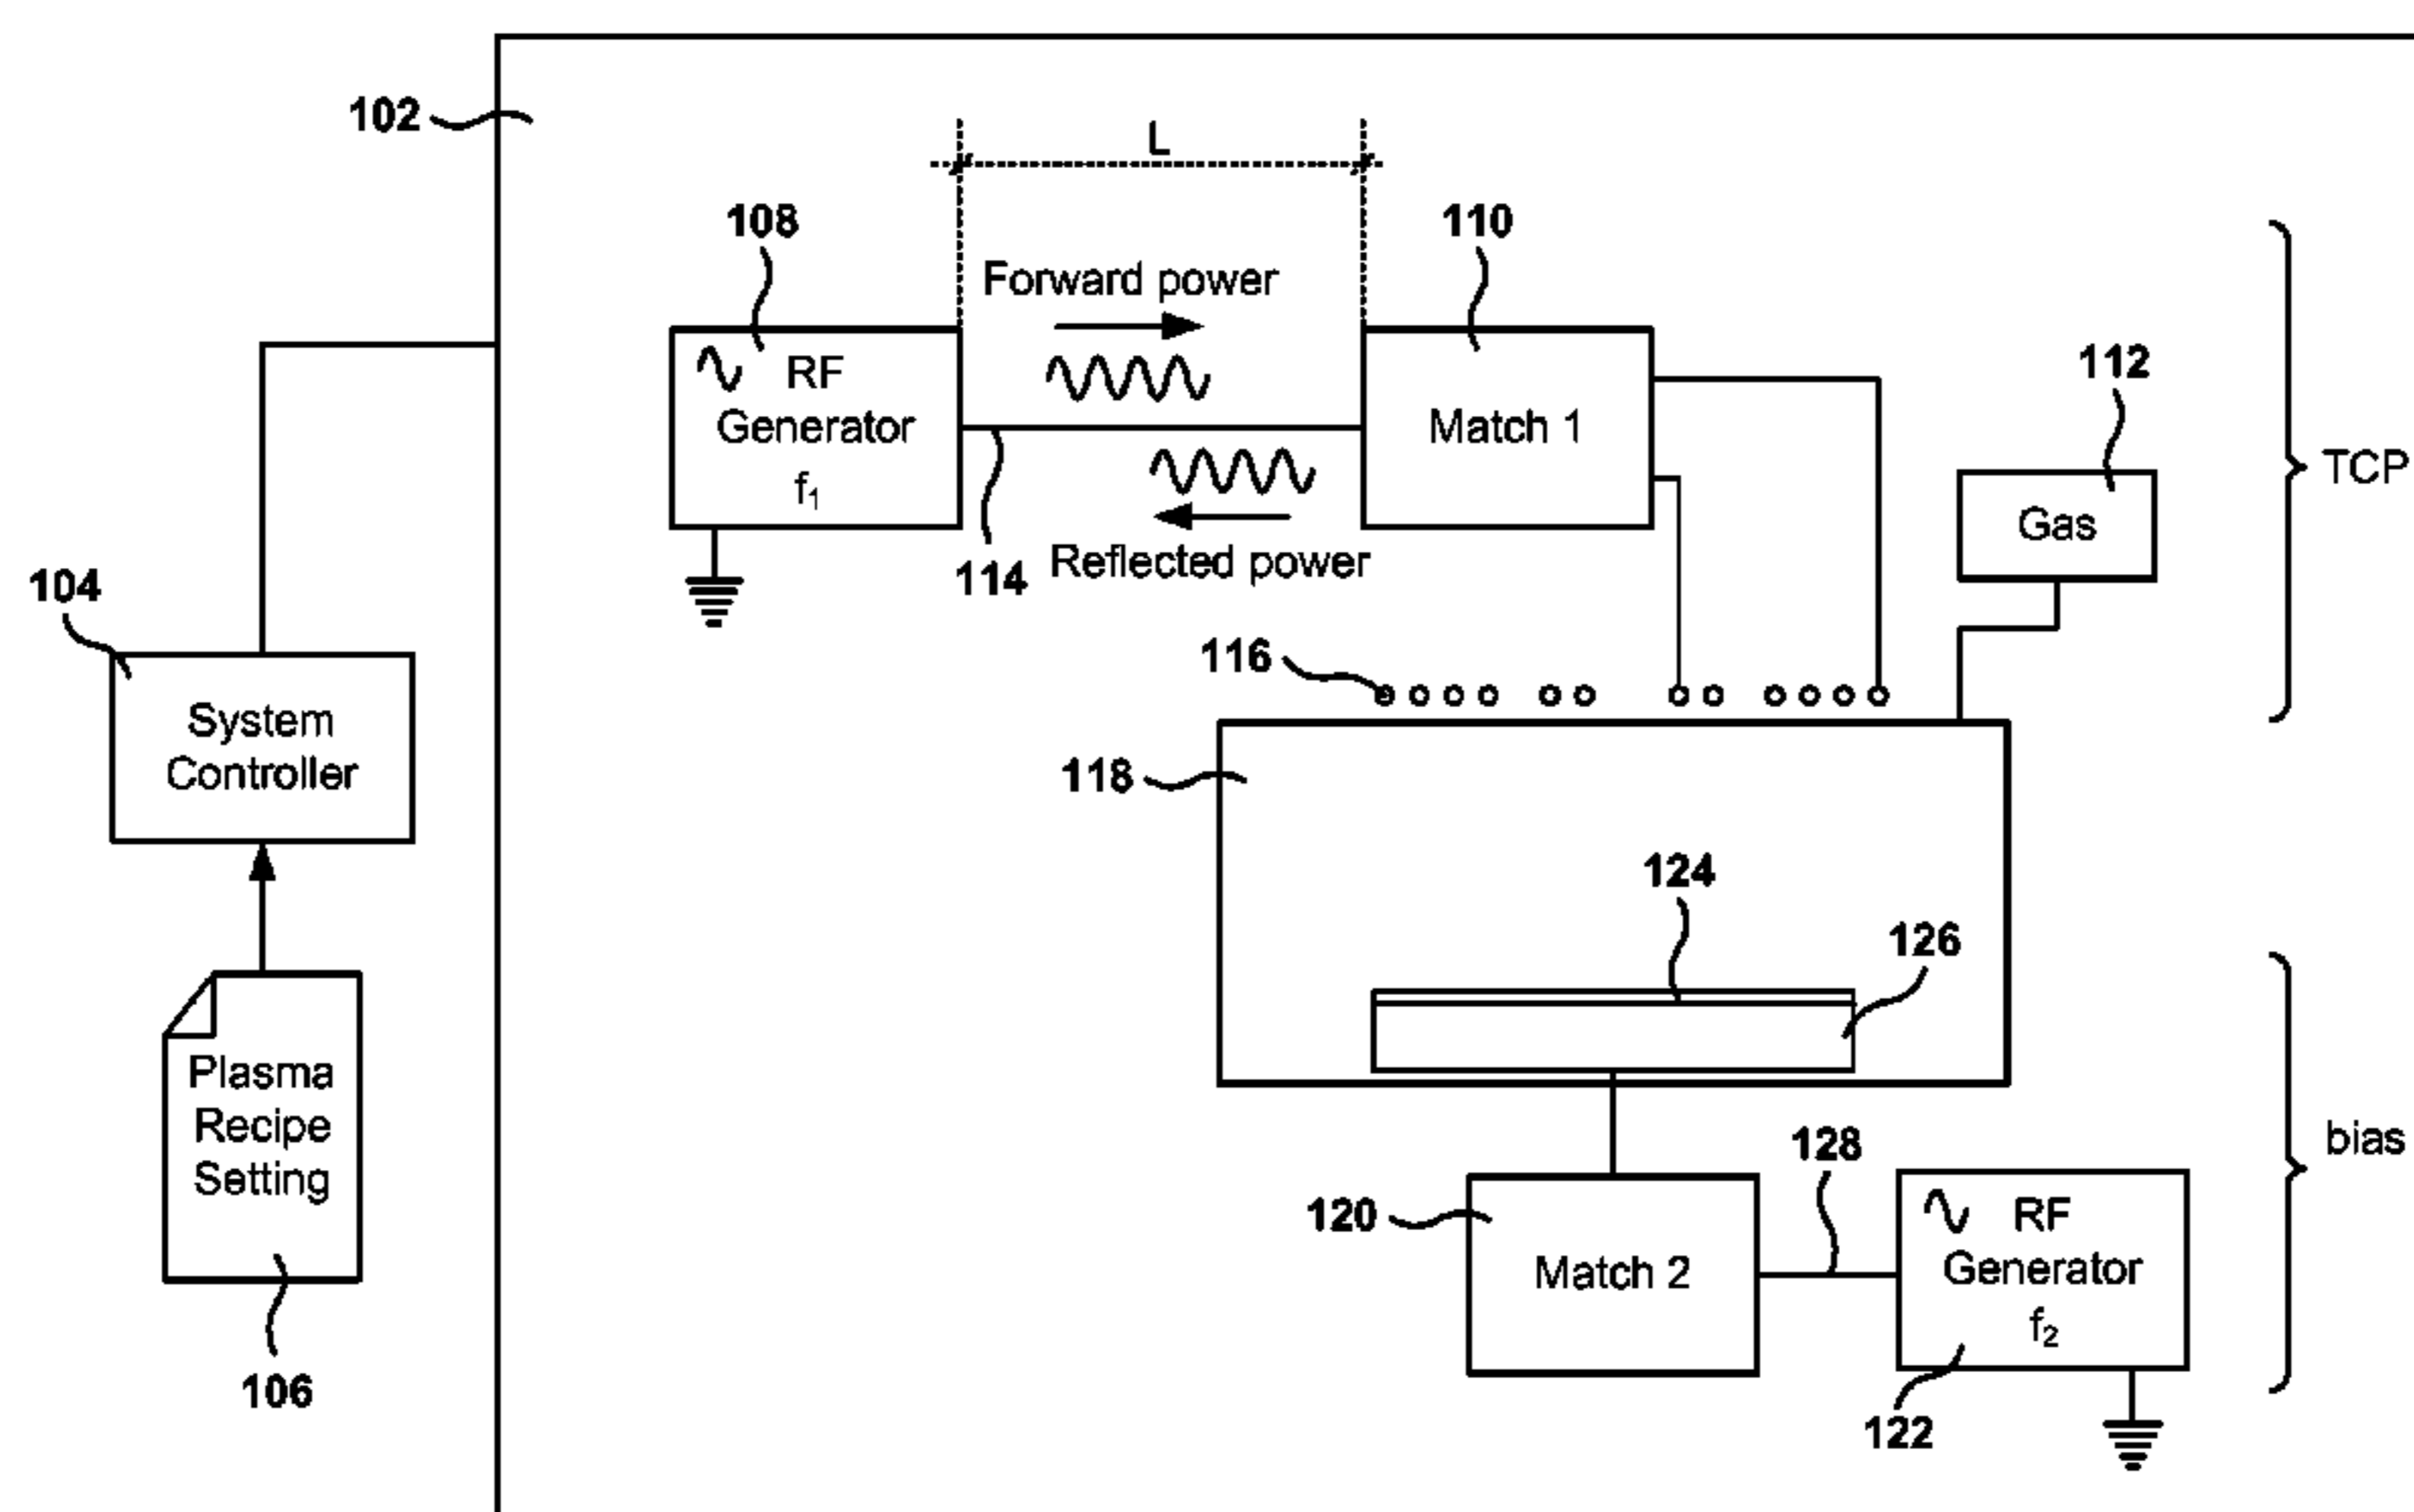 102
L
108
110
Forward power
112
RF
Generator
f₁
Match 1
TCP
Gas
114
Reflected power
104
116
System
Controller
118
124
126
Plasma
Recipe
Setting
128
bias
120
RF
Generator
f₂
Match 2
106
122